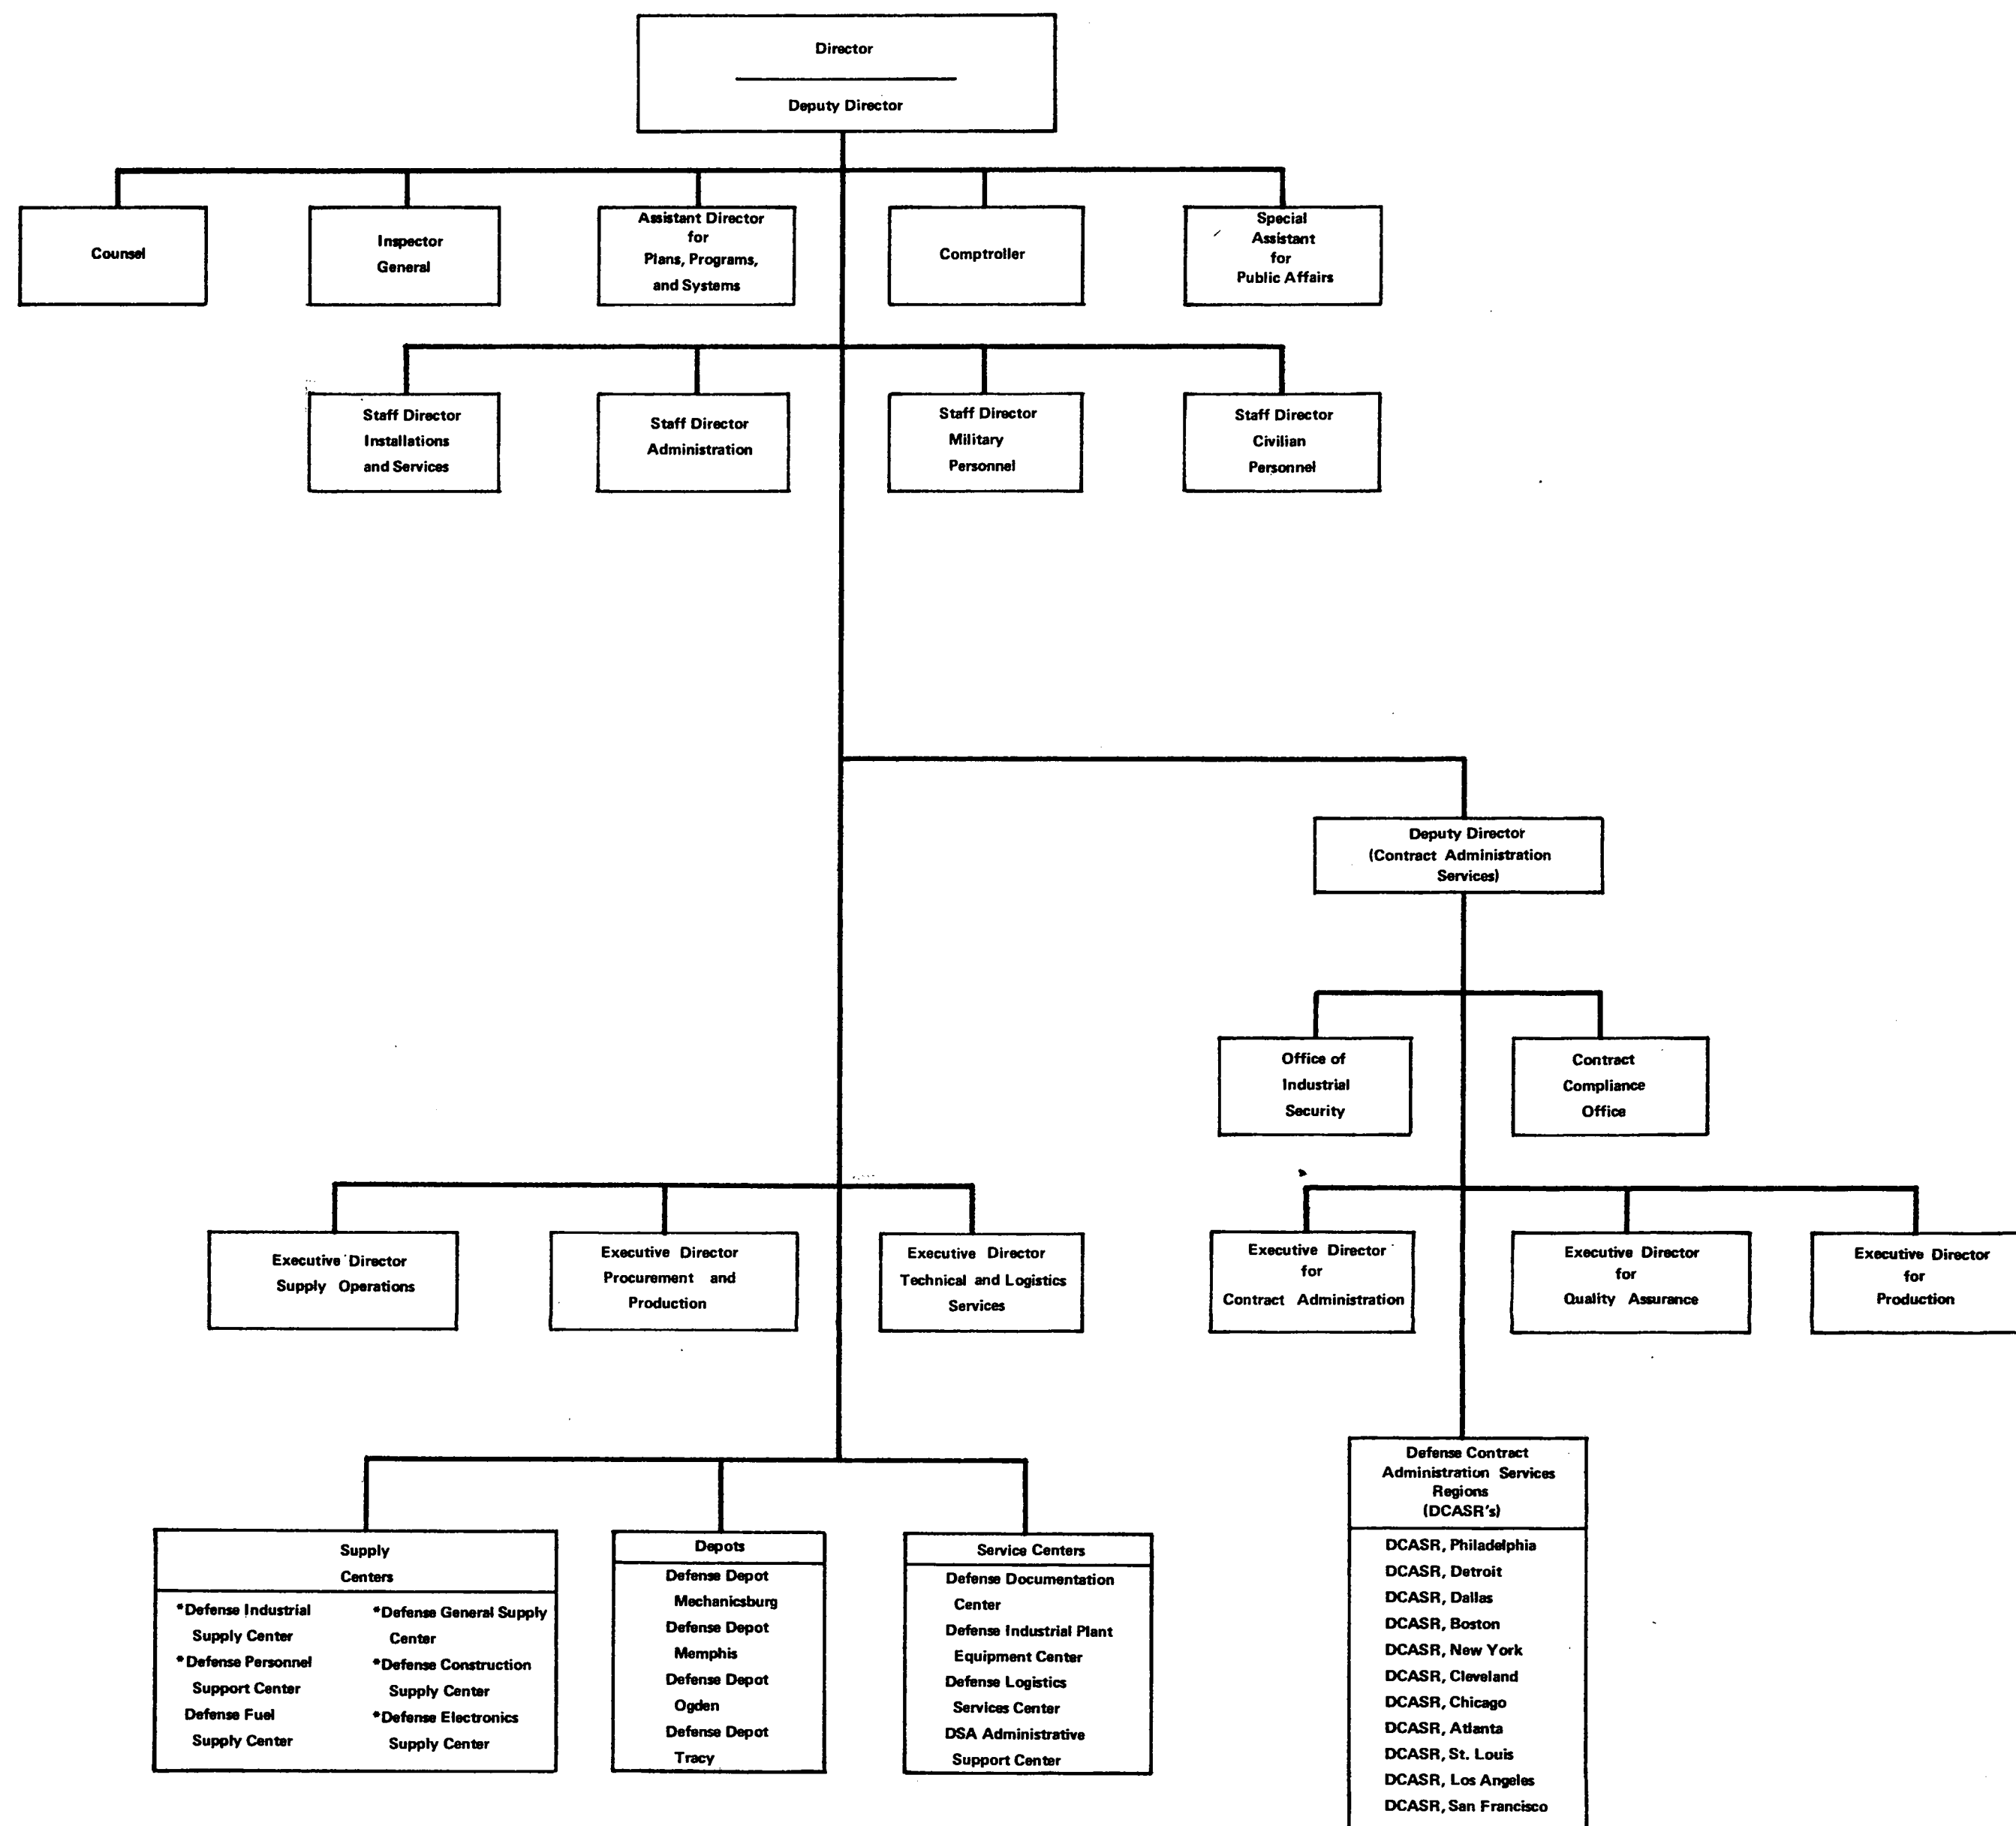 Director
Deputy Director
Counsel
Inspector
General
Assistant Director
for
Plans, Programs,
and Systems
Comptroller
Special
Assistant
for
Public Affairs
Staff Director
Installations
and Services
Staff Director
Administration
Staff Director
Military
Personnel
Staff Director
Civilian
Personnel
Deputy Director
(Contract Administration
Services)
Office of
Industrial
Security
Contract
Compliance
Office
Executive Director
Supply Operations
Executive Director
Procurement and
Production
Executive Director
Technical and Logistics
Services
Executive Director
for
Contract Administration
Executive Director
for
Quality Assurance
Executive Director
for
Production
Supply
Centers
*Defense Industrial
Supply Center
*Defense Personnel
Support Center
Defense Fuel
Supply Center
*Defense General Supply
Center
*Defense Construction
Supply Center
*Defense Electronics
Supply Center
Depots
Defense Depot
Mechanicsburg
Defense Depot
Memphis
Defense Depot
Ogden
Defense Depot
Tracy
Service Centers
Defense Documentation
Center
Defense Industrial Plant
Equipment Center
Defense Logistics
Services Center
DSA Administrative
Support Center
Defense Contract
Administration Services
Regions
(DCASR's)
DCASR, Philadelphia
DCASR, Detroit
DCASR, Dallas
DCASR, Boston
DCASR, New York
DCASR, Cleveland
DCASR, Chicago
DCASR, Atlanta
DCASR, St. Louis
DCASR, Los Angeles
DCASR, San Francisco